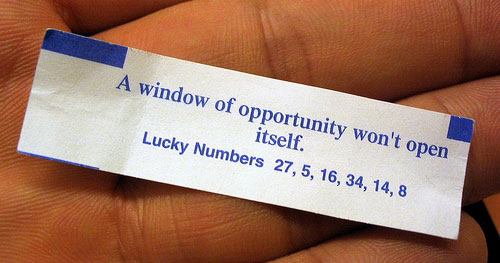 A window of opportunity won't open
itself.
Lucky Numbers 27, 5, 16, 34, 14, 8